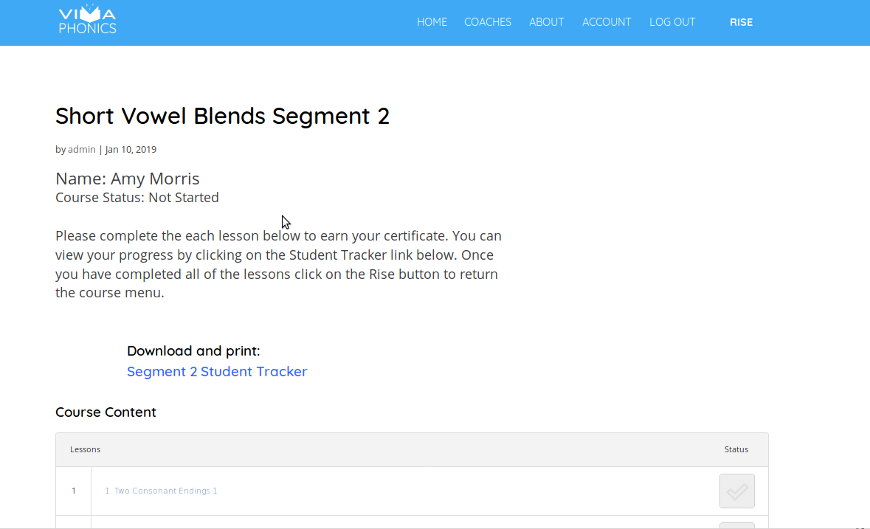 VIVA
PHONICS
HOME COACHES ABOUT ACCOUNT LOG OUT RISE
Short Vowel Blends Segment 2
by admin | Jan 10, 2019
Name: Amy Morris
Course Status: Not Started
Please complete the each lesson below to earn your certificate. You can
view your progress by clicking on the Student Tracker link below. Once
you have completed all of the lessons click on the Rise button to return
the course menu.
Download and print:
Segment 2 Student Tracker
Course Content
Lessons Status
1 1. Two Consonant Endings 1